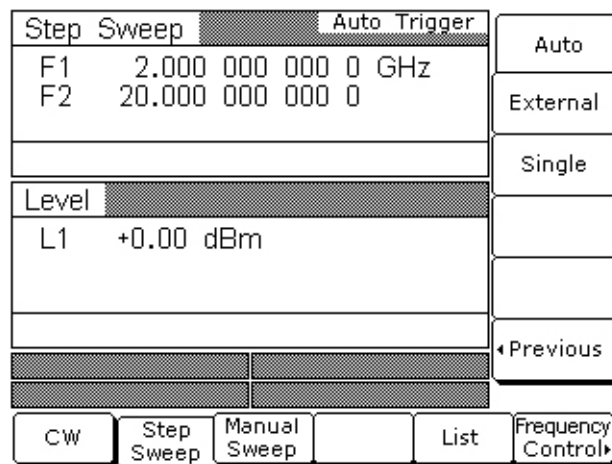 Step Sweep Auto Trigger
F1 2.000 000 000 0 GHz
F2 20.000 000 000 0
Level
L1 +0.00 dBm
Auto
External
Single
◂Previous
CW
Step
Sweep
Manual
Sweep
List
Frequency
Control▸